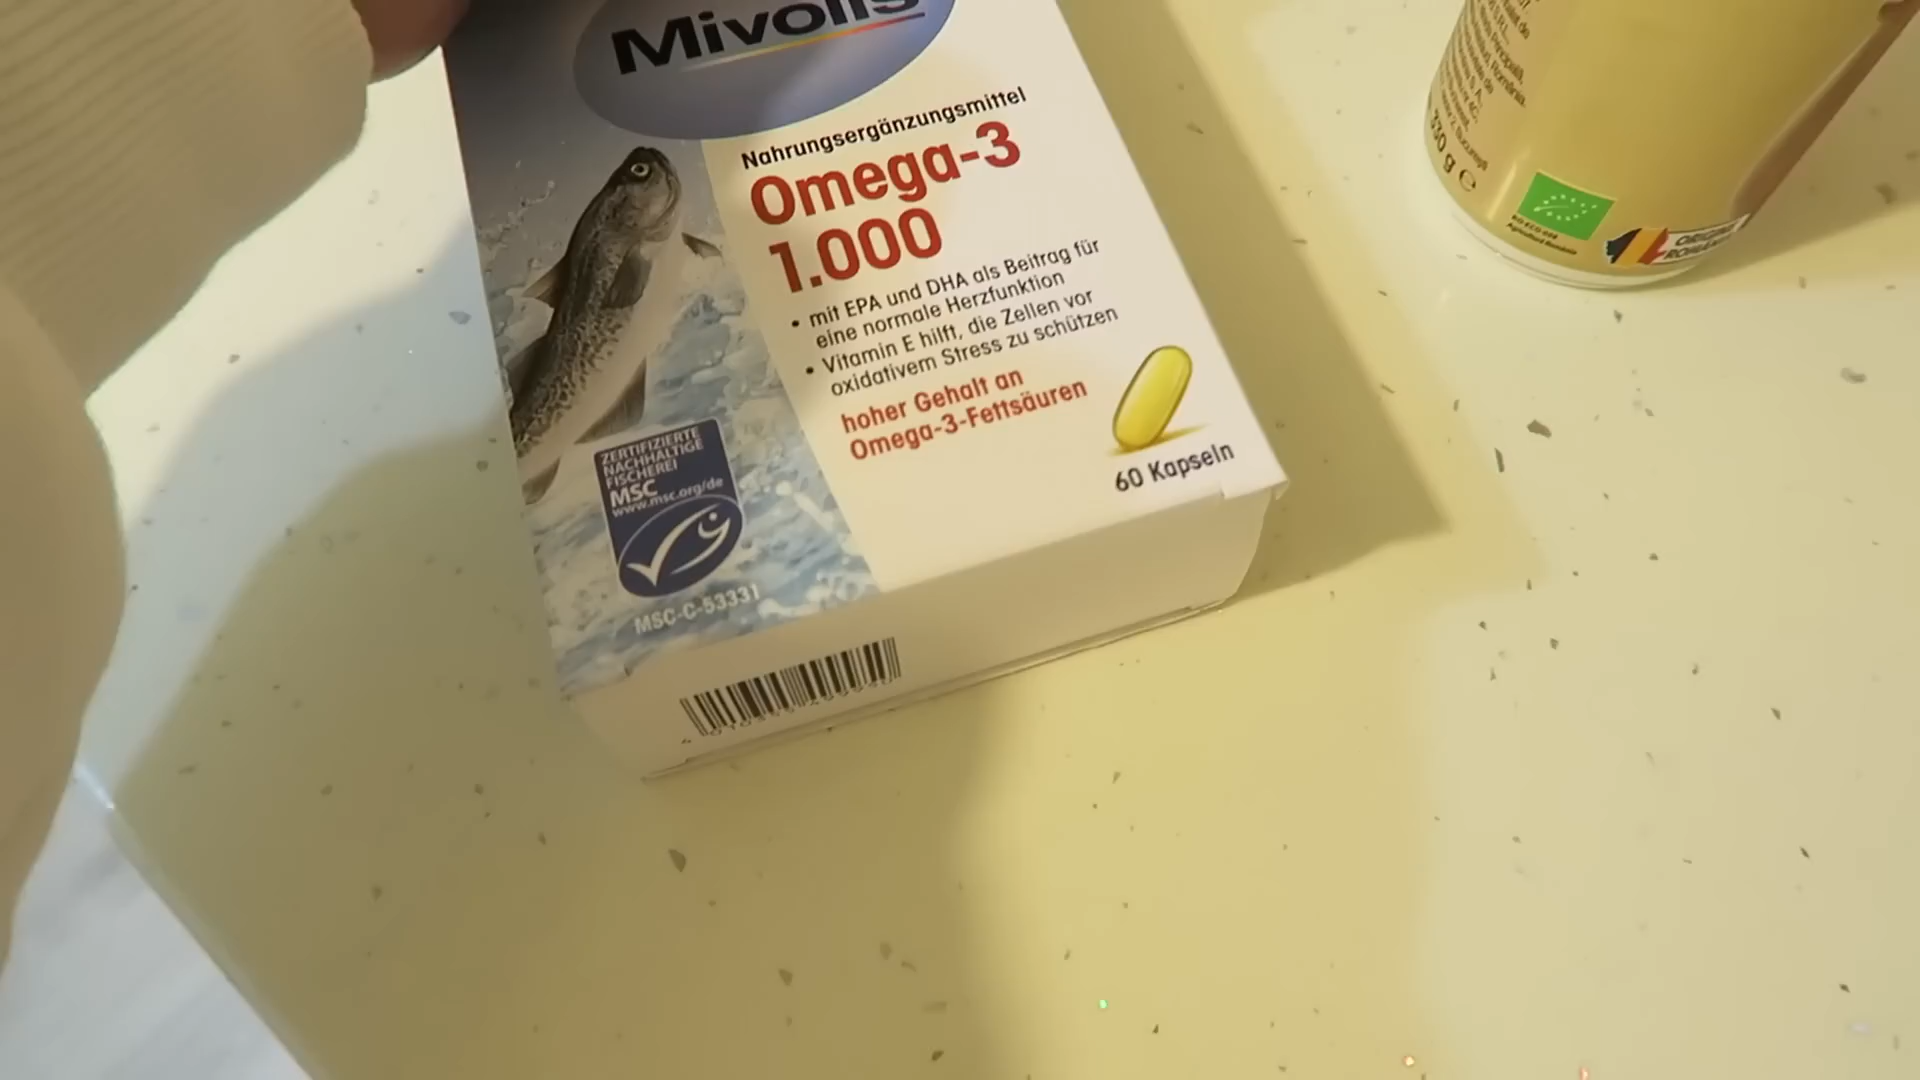 Mivolis
Nahrungsergänzungsmittel
Omega-3
1.000
• mit EPA und DHA als Beitrag für
eine normale Herzfunktion
• Vitamin E hilft, die Zellen vor
oxidativem Stress zu schützen
hoher Gehalt an
Omega-3-Fettsäuren
60 Kapseln
ZERTIFIZIERTE
NACHHALTIGE
FISCHEREI
MSC
www.msc.org/de
MSC-C-53331
330 g e